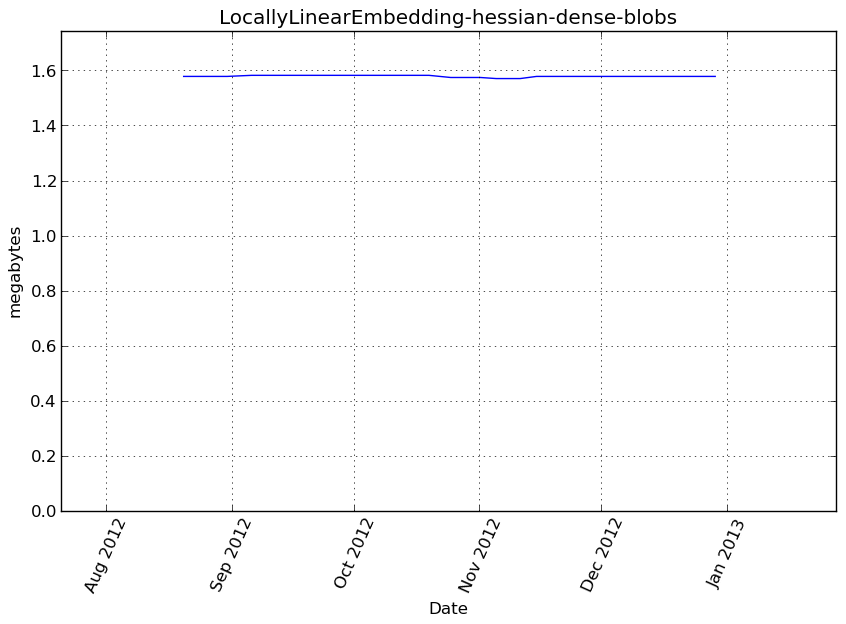 LocallyLinearEmbedding-hessian-dense-blobs
megabytes
1.6
1.4
1.2
1.0
0.8
0.6
0.4
0.2
0.0
Aug 2012
Sep 2012
Oct 2012
Nov 2012
Dec 2012
Jan 2013
Date